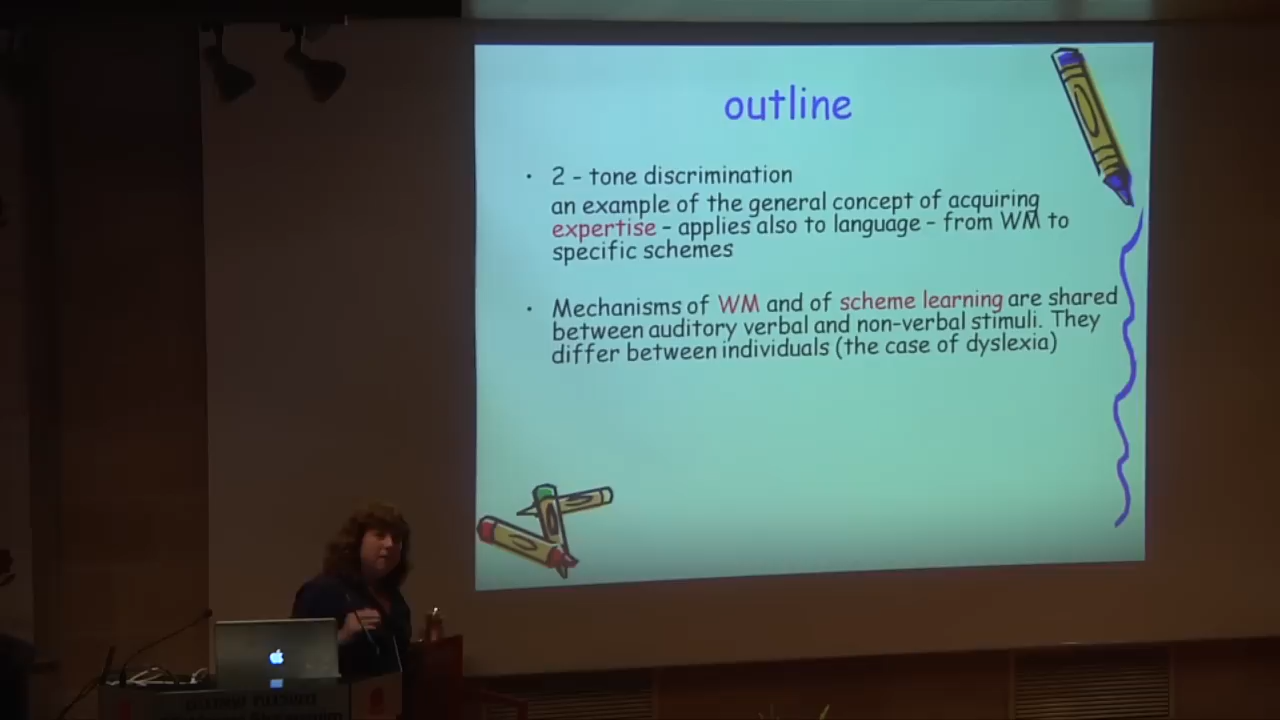 outline
• 2 - tone discrimination
an example of the general concept of acquiring
expertise - applies also to language - from WM to
specific schemes
• Mechanisms of WM and of scheme learning are shared
between auditory verbal and non-verbal stimuli. They
differ between individuals (the case of dyslexia)